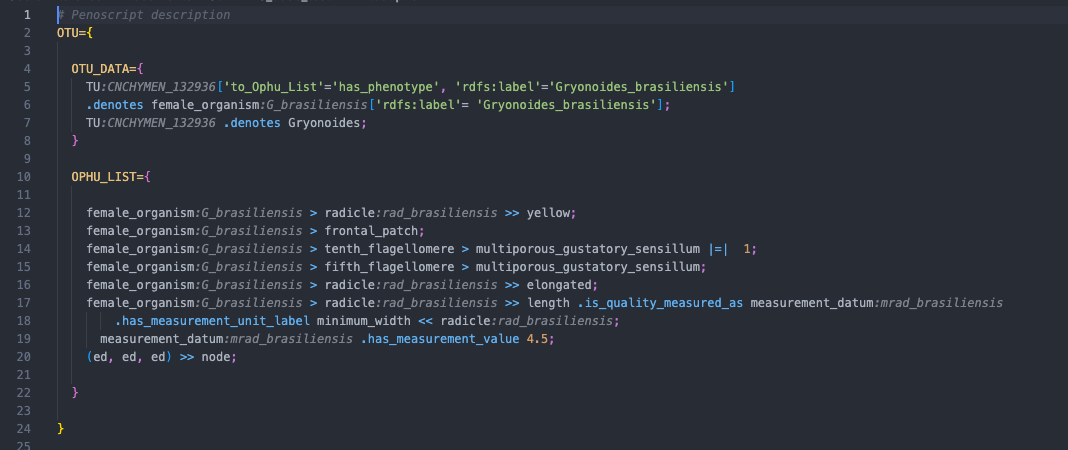 1 # Penoscript description
2 OTU={
3
4 OTU_DATA={
5 TU:CNCHYMEN_132936['to_Ophu_List'='has_phenotype', 'rdfs:label'='Gryonoides_brasiliensis']
6 .denotes female_organism:G_brasiliensis['rdfs:label'= 'Gryonoides_brasiliensis'];
7 TU:CNCHYMEN_132936 .denotes Gryonoides;
8 }
9
10 OPHU_LIST={
11
12 female_organism:G_brasiliensis > radicle:rad_brasiliensis >> yellow;
13 female_organism:G_brasiliensis > frontal_patch;
14 female_organism:G_brasiliensis > tenth_flagellomere > multiporous_gustatory_sensillum |=| 1;
15 female_organism:G_brasiliensis > fifth_flagellomere > multiporous_gustatory_sensillum;
16 female_organism:G_brasiliensis > radicle:rad_brasiliensis >> elongated;
17 female_organism:G_brasiliensis > radicle:rad_brasiliensis >> length .is_quality_measured_as measurement_datum:mrad_brasiliensis
18 .has_measurement_unit_label minimum_width << radicle:rad_brasiliensis;
19 measurement_datum:mrad_brasiliensis .has_measurement_value 4.5;
20 (ed, ed, ed) >> node;
21
22 }
23
24 }
25